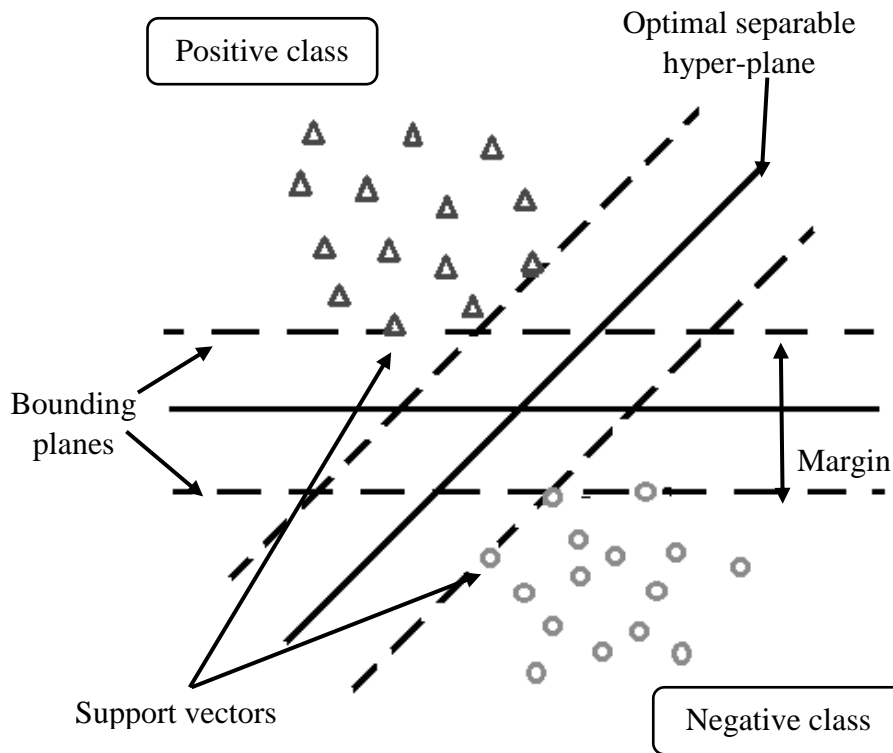 Positive class
Optimal separable
hyper-plane
Bounding
planes
Margin
Support vectors
Negative class